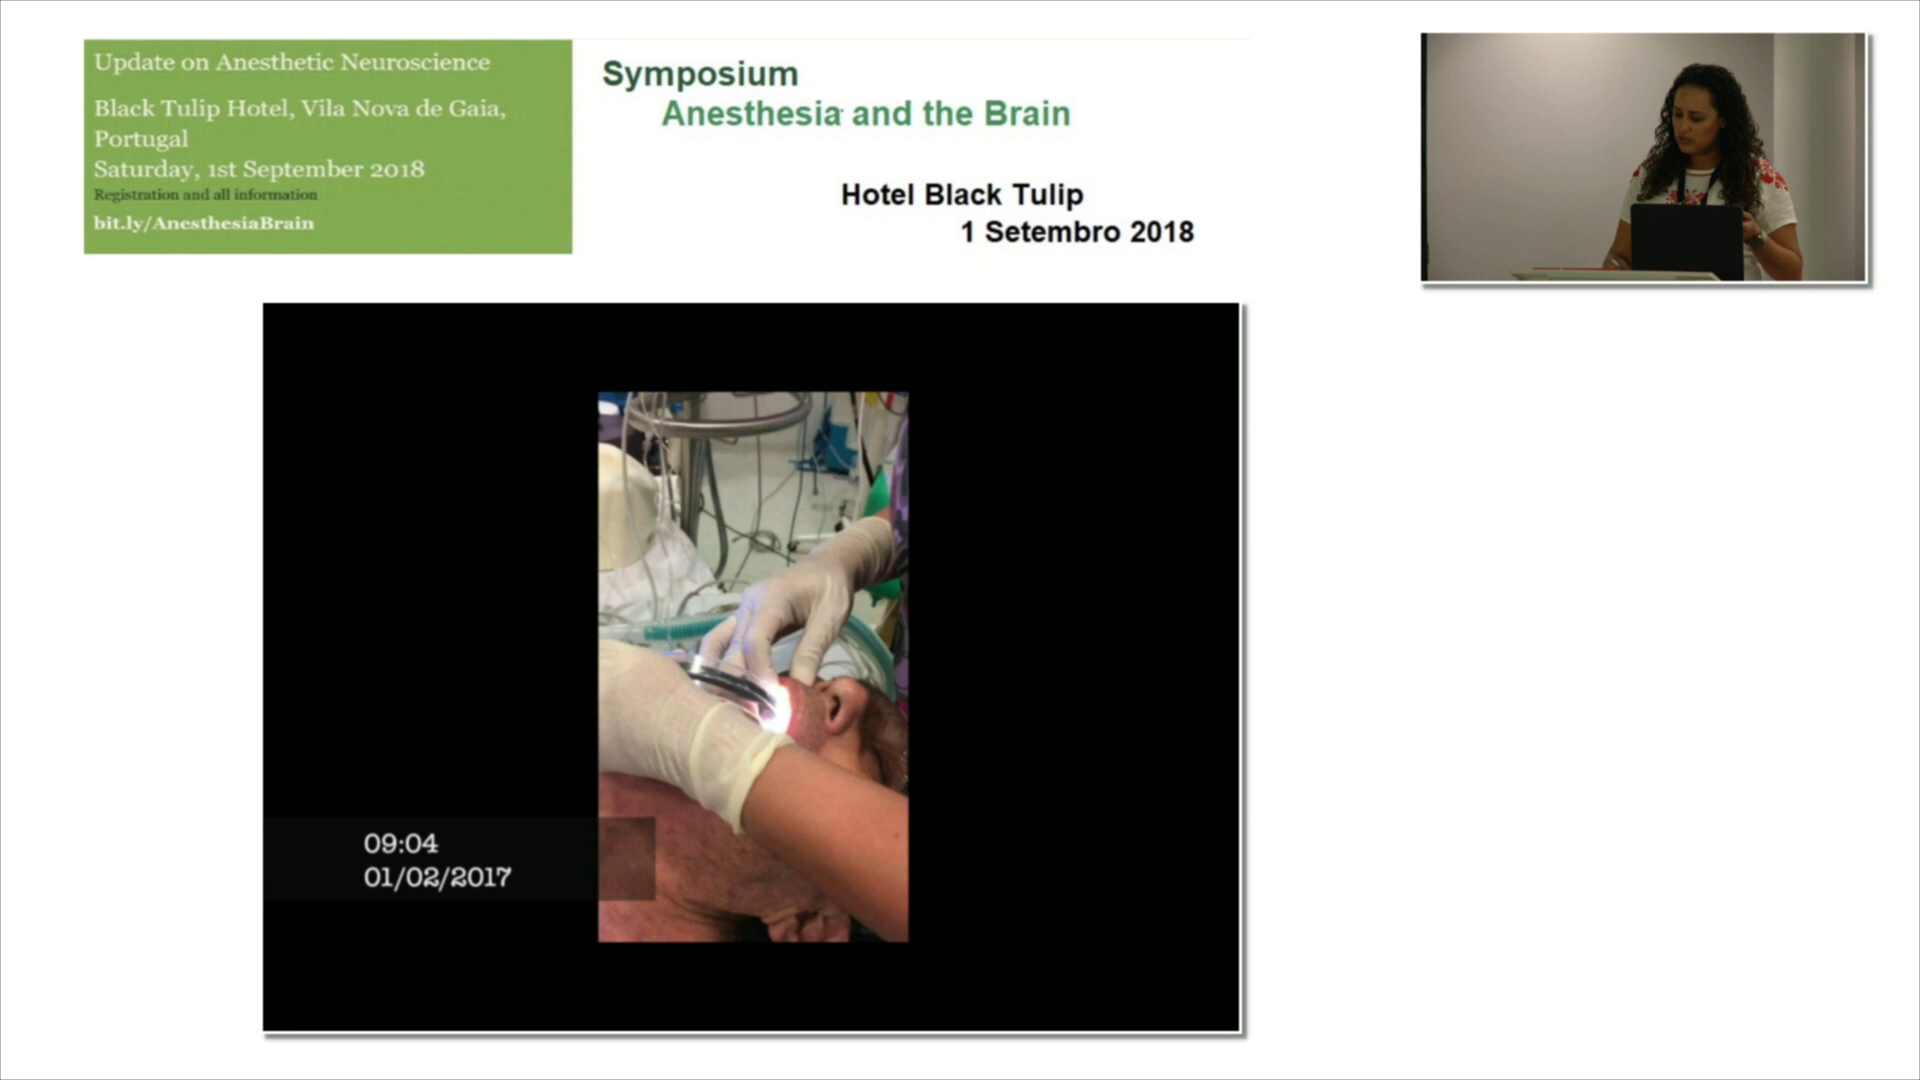 Update on Anesthetic Neuroscience
Black Tulip Hotel, Vila Nova de Gaia,
Portugal
Saturday, 1st September 2018
Registration and all information
bit.ly/AnesthesiaBrain
Symposium
Anesthesia and the Brain
Hotel Black Tulip
1 Setembro 2018
09:04
01/02/2017